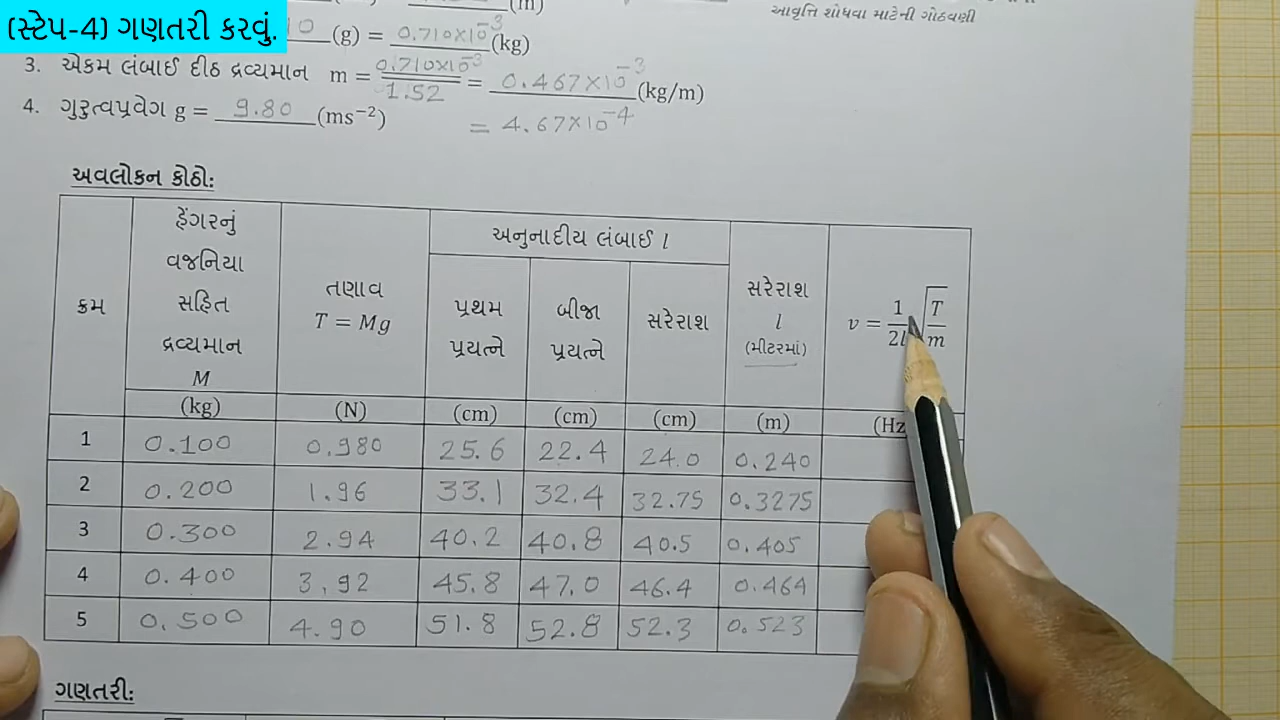 (સ્ટેપ-4) ગણતરી કરવું.
(m)
આવૃત્તિ શોધવા માટેની ગોઠવણી
10 (g) = 0.710×10⁻³ (kg)
3. એકમ લંબાઈ દીઠ દ્રવ્યમાન m = 0.710×10⁻³ / 1.52 = 0.467×10⁻³ (kg/m)
4. ગુરુત્વપ્રવેગ g = 9.80 (ms⁻²) = 4.67×10⁻⁴
અવલોકન કોઠો:
ક્રમ
હેંગરનું
વજનિયા
સહિત
દ્રવ્યમાન
M
(kg)
તણાવ
T = Mg
(N)
અનુનાદીય લંબાઈ l
પ્રથમ
પ્રયત્ને
(cm)
બીજા
પ્રયત્ને
(cm)
સરેરાશ
(cm)
સરેરાશ
l
(મીટરમાં)
(m)
v = 1/2l √T/m
(Hz
1 0.100 0.980 25.6 22.4 24.0 0.240
2 0.200 1.96 33.1 32.4 32.75 0.3275
3 0.300 2.94 40.2 40.8 40.5 0.405
4 0.400 3.92 45.8 47.0 46.4 0.464
5 0.500 4.90 51.8 52.8 52.3 0.523
ગણતરી: